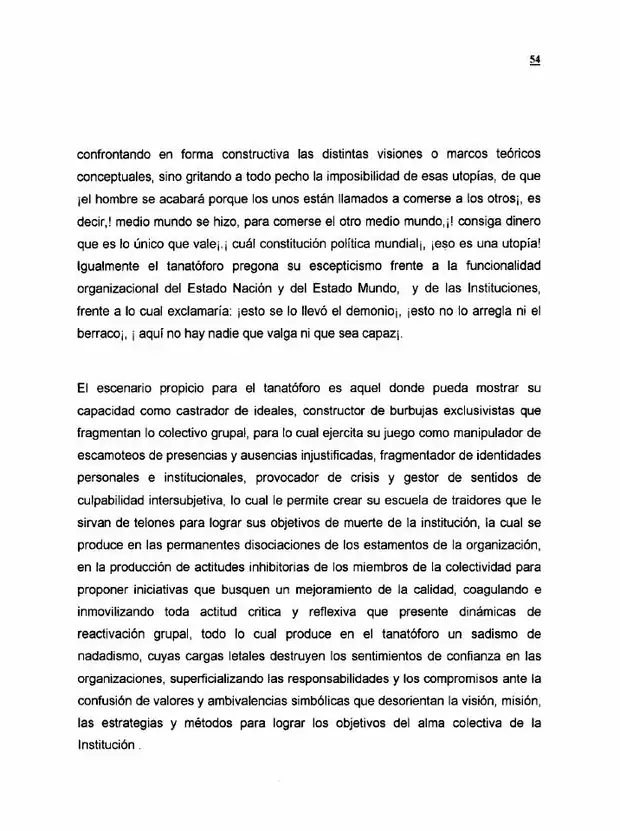 54
confrontando en forma constructiva las distintas visiones o marcos teóricos
conceptuales, sino gritando a todo pecho la imposibilidad de esas utopías, de que
¡el hombre se acabará porque los unos están llamados a comerse a los otros¡, es
decir,! medio mundo se hizo, para comerse el otro medio mundo,¡! consiga dinero
que es lo único que vale¡.¡ cuál constitución política mundial¡, ¡eso es una utopía!
Igualmente el tanatóforo pregona su escepticismo frente a la funcionalidad
organizacional del Estado Nación y del Estado Mundo, y de las Instituciones,
frente a lo cual exclamaría: ¡esto se lo llevó el demonio¡, ¡esto no lo arregla ni el
berraco¡, ¡ aquí no hay nadie que valga ni que sea capaz¡.
El escenario propicio para el tanatóforo es aquel donde pueda mostrar su
capacidad como castrador de ideales, constructor de burbujas exclusivistas que
fragmentan lo colectivo grupal, para lo cual ejercita su juego como manipulador de
escamoteos de presencias y ausencias injustificadas, fragmentador de identidades
personales e institucionales, provocador de crisis y gestor de sentidos de
culpabilidad intersubjetiva, lo cual le permite crear su escuela de traidores que le
sirvan de telones para lograr sus objetivos de muerte de la institución, la cual se
produce en las permanentes disociaciones de los estamentos de la organización,
en la producción de actitudes inhibitorias de los miembros de la colectividad para
proponer iniciativas que busquen un mejoramiento de la calidad, coagulando e
inmovilizando toda actitud crítica y reflexiva que presente dinámicas de
reactivación grupal, todo lo cual produce en el tanatóforo un sadismo de
nadadismo, cuyas cargas letales destruyen los sentimientos de confianza en las
organizaciones, superficializando las responsabilidades y los compromisos ante la
confusión de valores y ambivalencias simbólicas que desorientan la visión, misión,
las estrategias y métodos para lograr los objetivos del alma colectiva de la
Institución .